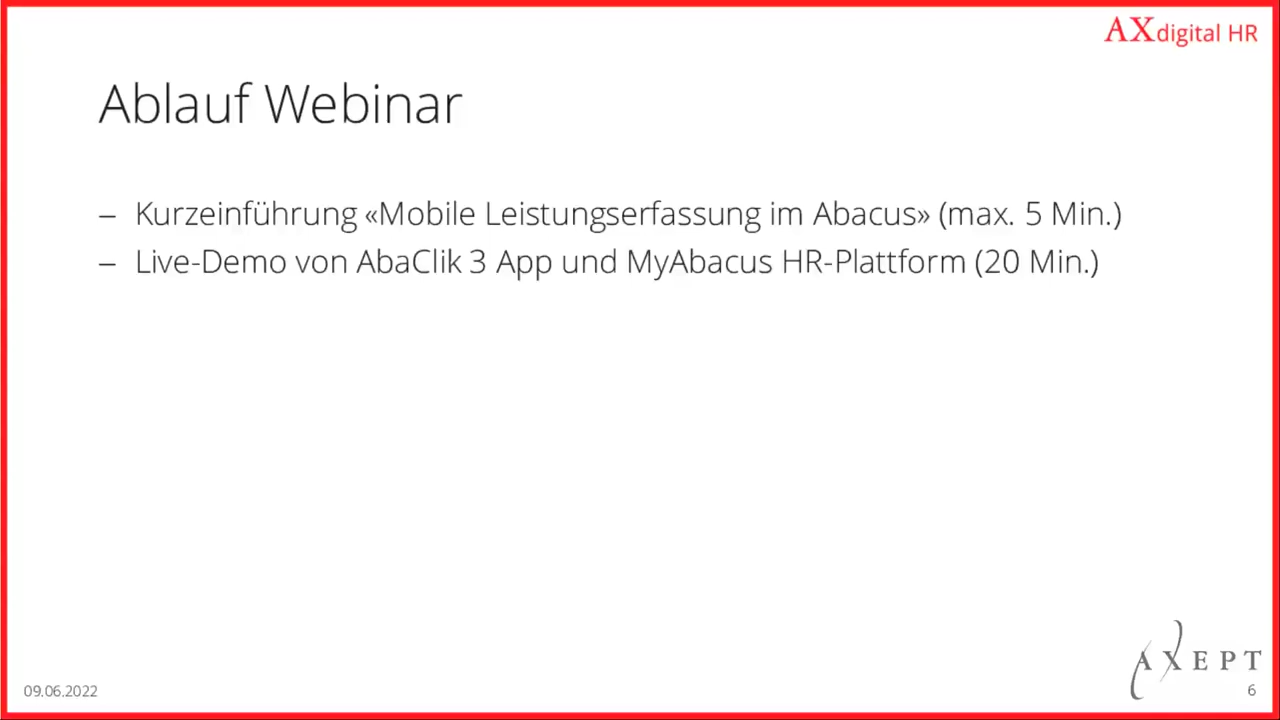 AXdigital HR
Ablauf Webinar
– Kurzeinführung «Mobile Leistungserfassung im Abacus» (max. 5 Min.)
– Live-Demo von AbaClik 3 App und MyAbacus HR-Plattform (20 Min.)
AXEPT
09.06.2022
6